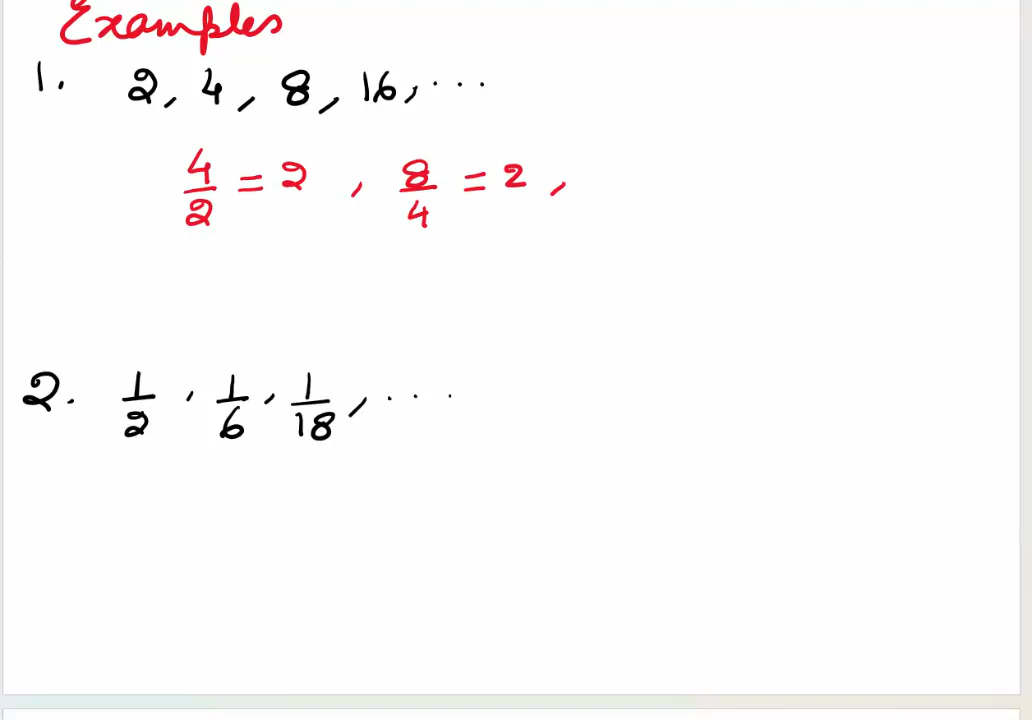 Examples
1. 2, 4, 8, 16, ...
4/2 = 2, 8/4 = 2,
2. 1/2, 1/6, 1/18, ...